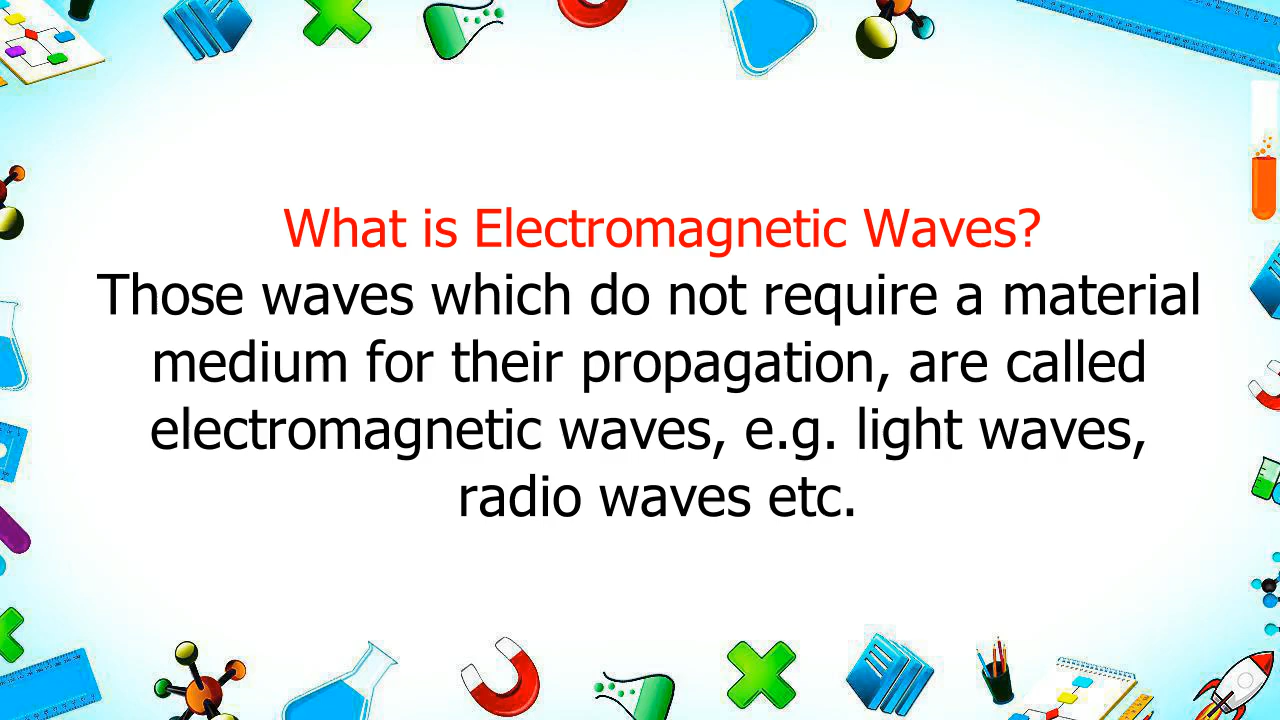 What is Electromagnetic Waves?
Those waves which do not require a material
medium for their propagation, are called
electromagnetic waves, e.g. light waves,
radio waves etc.